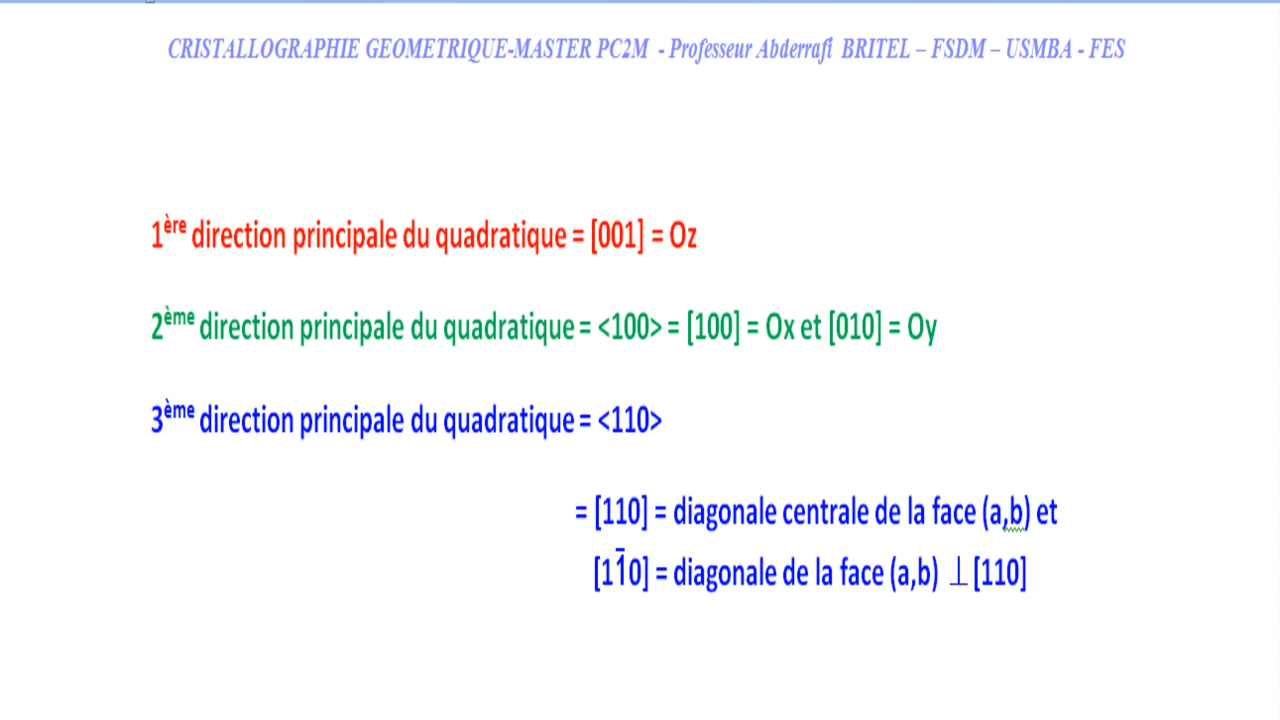 CRISTALLOGRAPHIE GEOMETRIQUE-MASTER PC2M - Professeur Abderrafi BRITEL – FSDM – USMBA - FES
1ère direction principale du quadratique = [001] = Oz
2ème direction principale du quadratique = <100> = [100] = Ox et [010] = Oy
3ème direction principale du quadratique = <110>
= [110] = diagonale centrale de la face (a,b) et
[11̄0] = diagonale de la face (a,b) ⊥ [110]